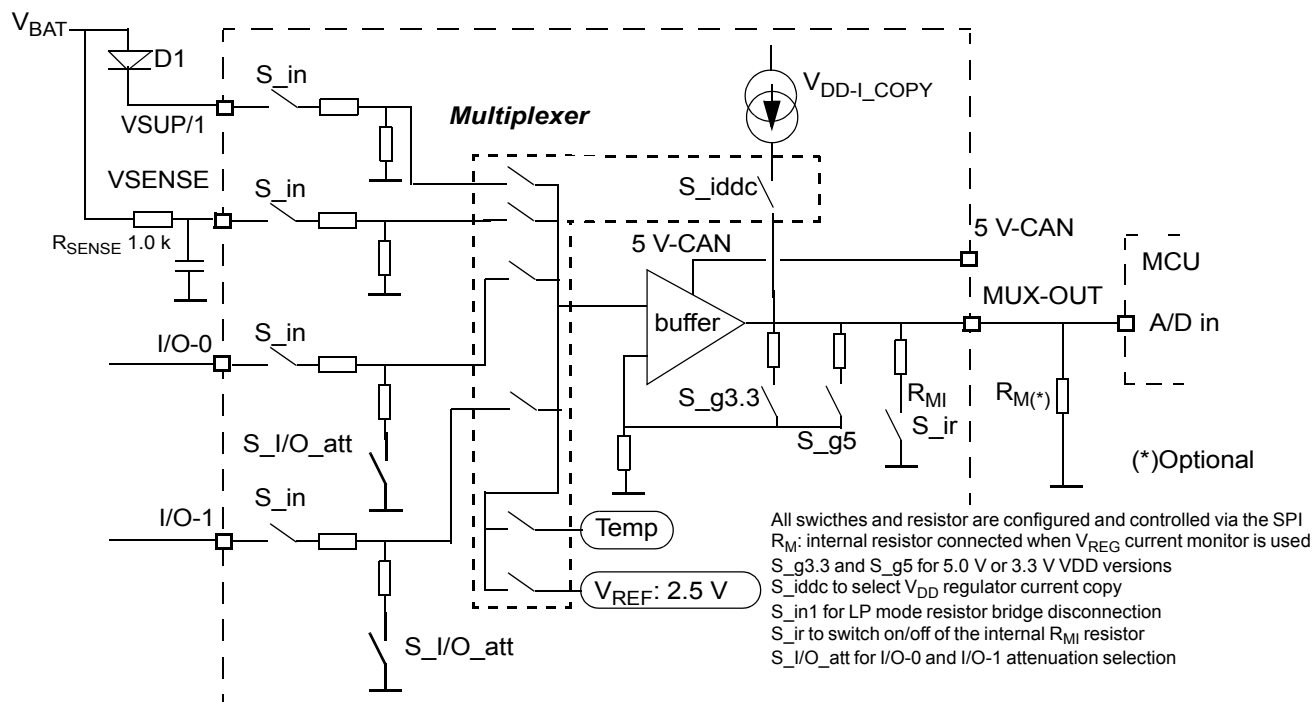 VBAT
D1
S_in
VDD-I_COPY
VSUP/1
Multiplexer
VSENSE
S_in
S_iddc
RSENSE 1.0 k
5 V-CAN
5 V-CAN
MCU
MUX-OUT
buffer
A/D in
I/O-0
S_in
S_g3.3
RMI
RM(*)
S_g5
S_ir
S_I/O_att
(*)Optional
S_in
I/O-1
Temp
VREF: 2.5 V
S_I/O_att
All swicthes and resistor are configured and controlled via the SPI
RM: internal resistor connected when VREG current monitor is used
S_g3.3 and S_g5 for 5.0 V or 3.3 V VDD versions
S_iddc to select VDD regulator current copy
S_in1 for LP mode resistor bridge disconnection
S_ir to switch on/off of the internal RMI resistor
S_I/O_att for I/O-0 and I/O-1 attenuation selection